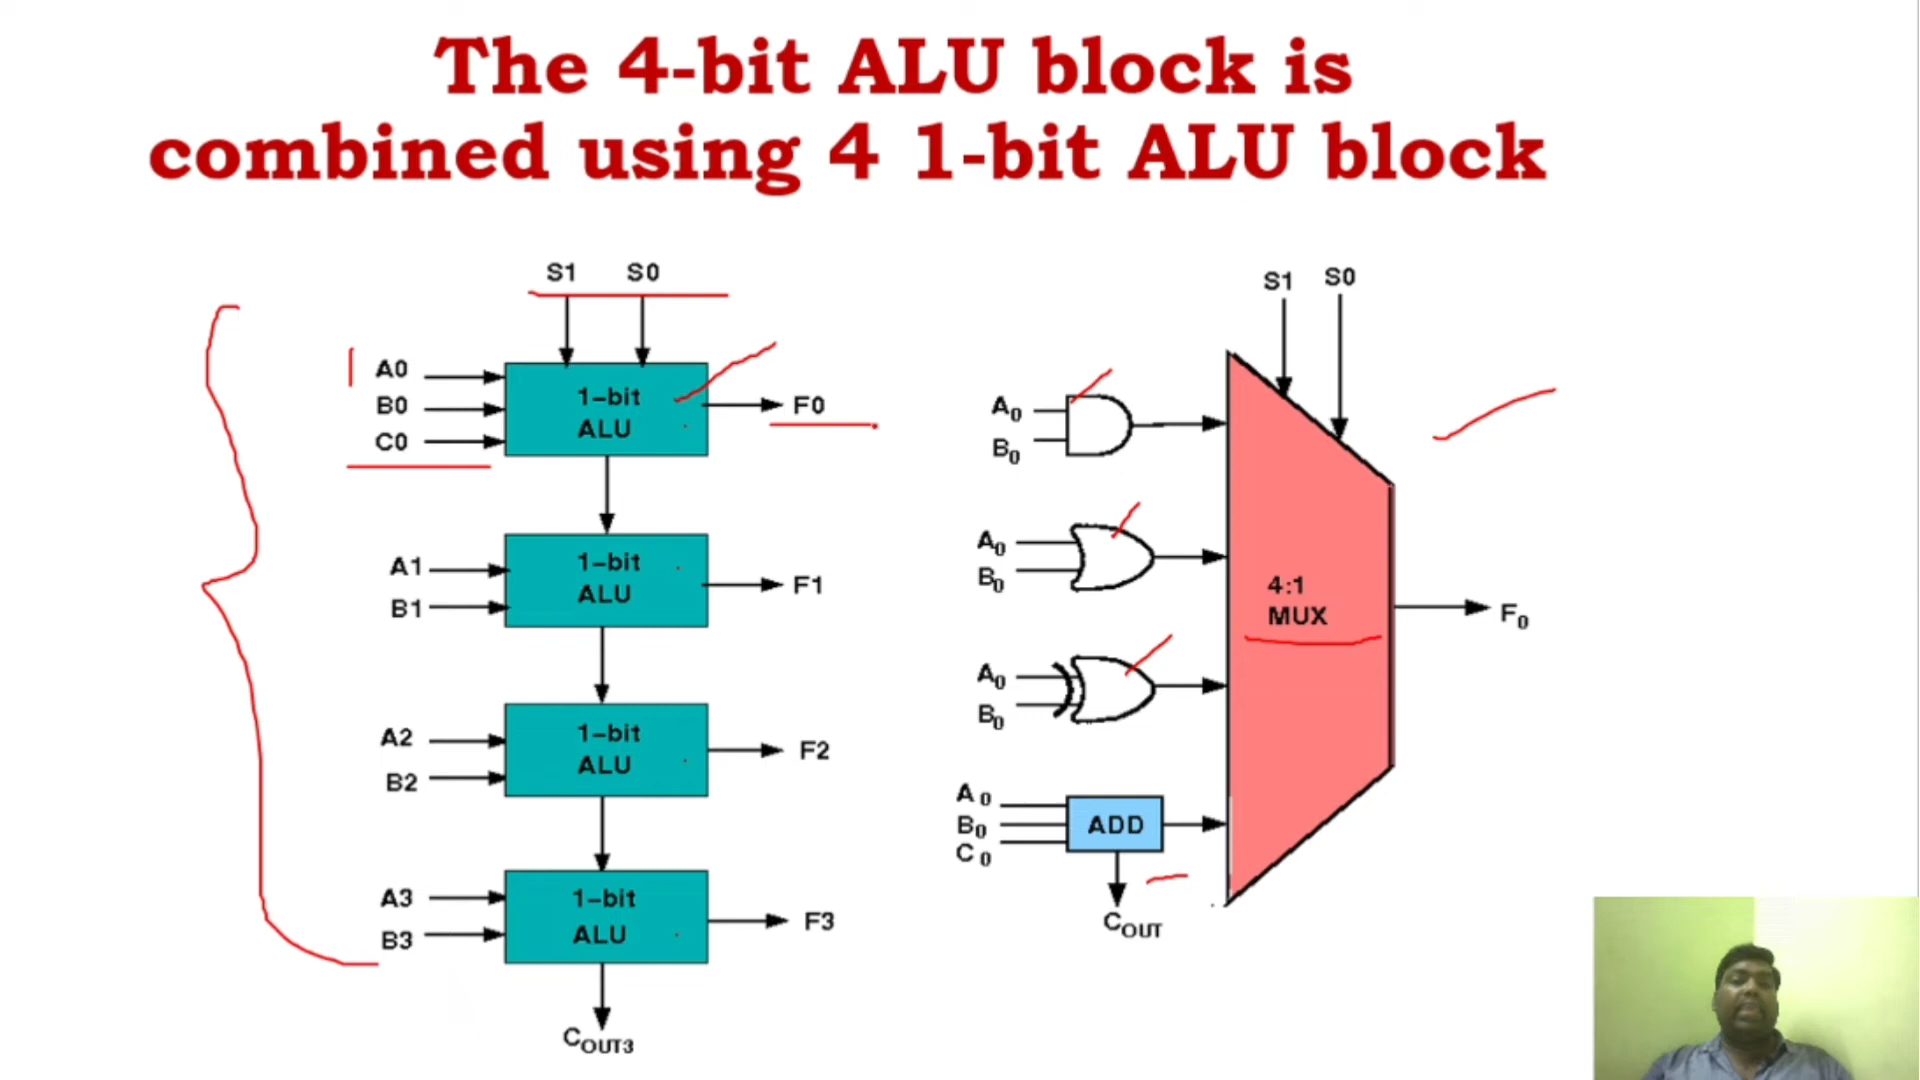 The 4-bit ALU block is
combined using 4 1-bit ALU block
S1 S0
A0
B0
C0
1-bit
ALU
F0
A1
B1
1-bit
ALU
F1
A2
B2
1-bit
ALU
F2
A3
B3
1-bit
ALU
F3
COUT3
S1 S0
A0
B0
A0
B0
A0
B0
A0
B0
C0
ADD
COUT
4:1
MUX
F0